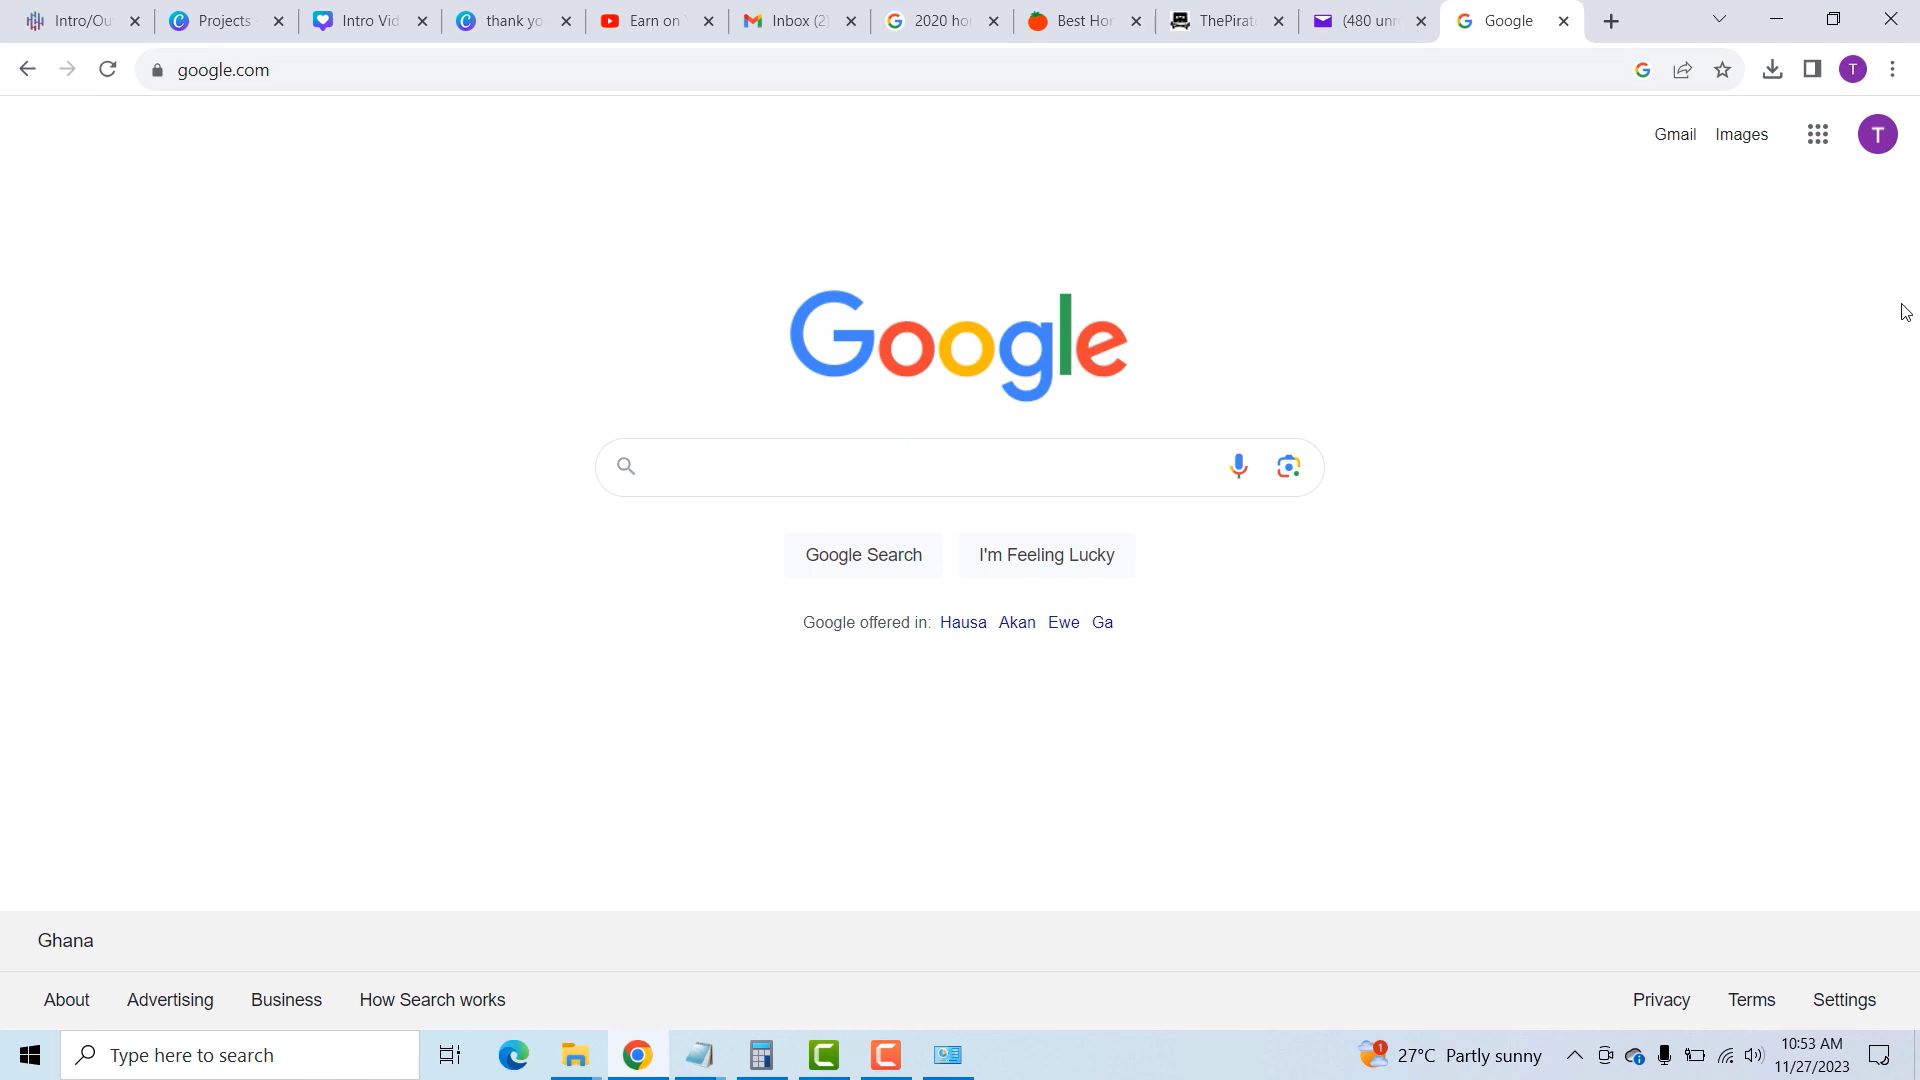 Intro/Ou Projects Intro Vid thank yo Earn on Inbox (2) 2020 ho Best Hor ThePirat (480 unr Google
google.com T
Gmail Images T
Google
Google Search I'm Feeling Lucky
Google offered in: Hausa Akan Ewe Ga
Ghana
About Advertising Business How Search works Privacy Terms Settings
Type here to search 1 27°C Partly sunny 10:53 AM
11/27/2023